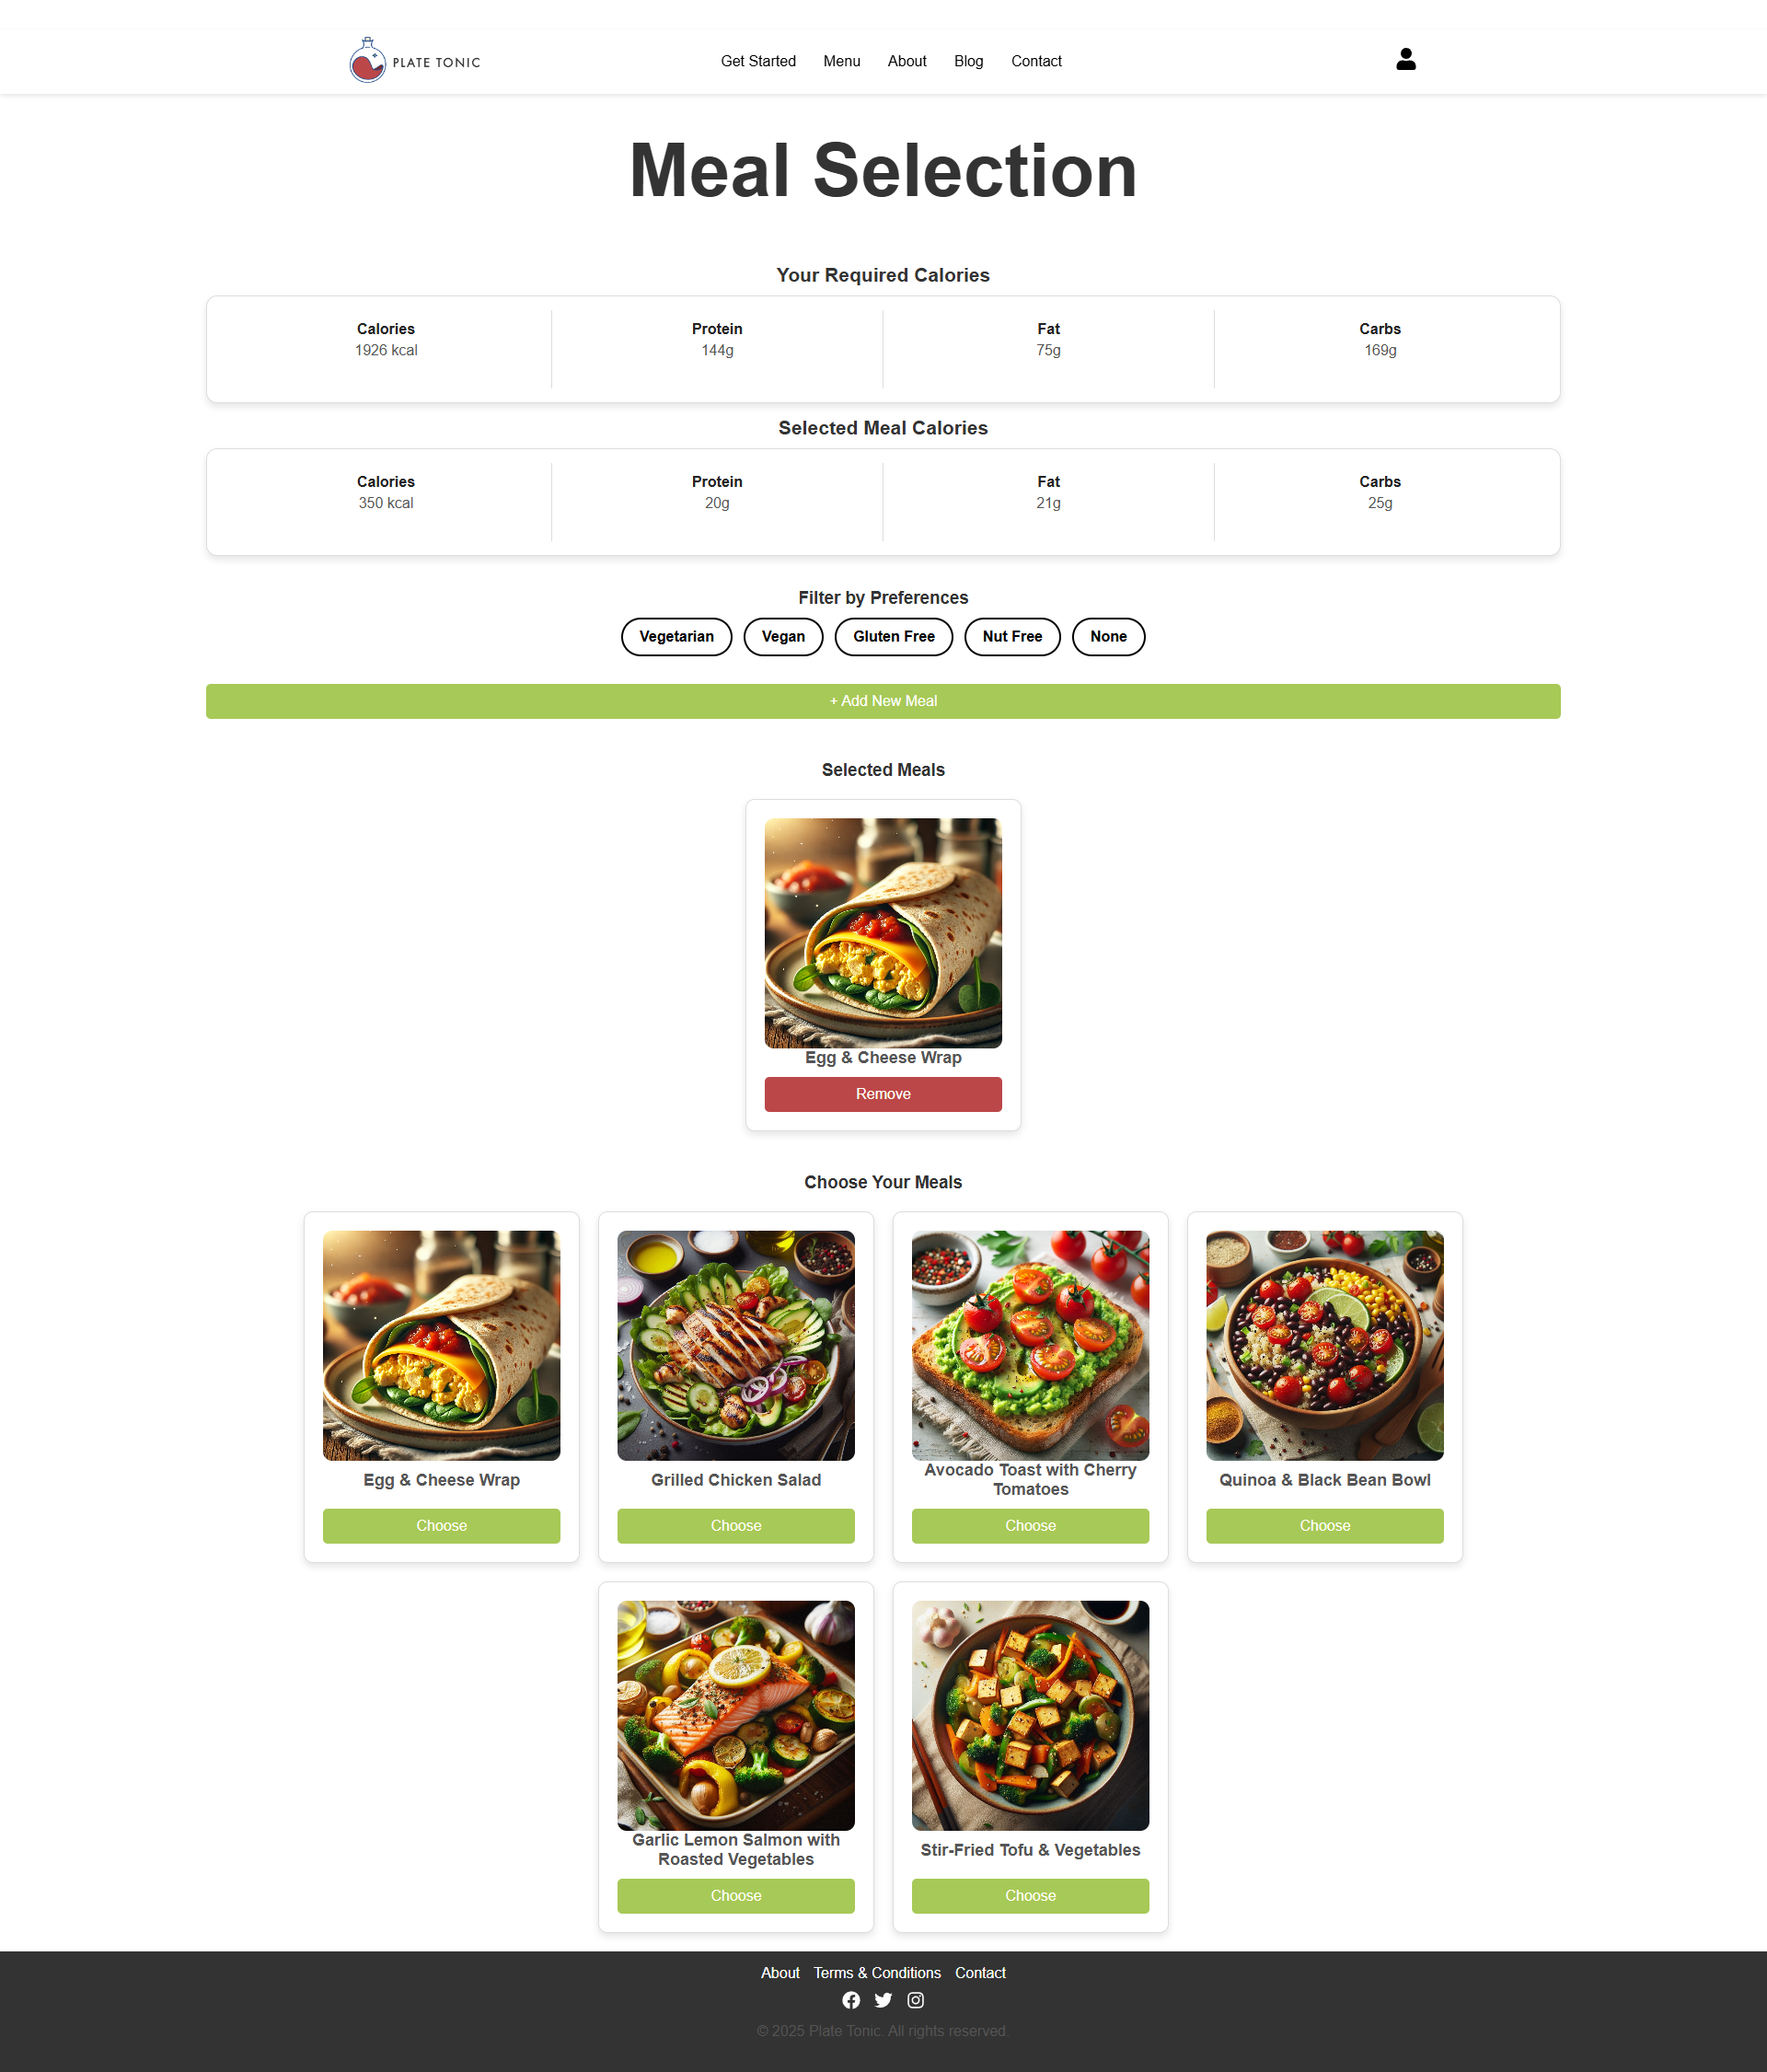 PLATE TONIC
Get Started Menu About Blog Contact
Meal Selection
Your Required Calories
Calories Protein Fat Carbs
1926 kcal 144g 75g 169g
Selected Meal Calories
Calories Protein Fat Carbs
350 kcal 20g 21g 25g
Filter by Preferences
Vegetarian Vegan Gluten Free Nut Free None
+ Add New Meal
Selected Meals
Egg & Cheese Wrap
Remove
Choose Your Meals
Egg & Cheese Wrap
Choose
Grilled Chicken Salad
Choose
Avocado Toast with Cherry
Tomatoes
Choose
Quinoa & Black Bean Bowl
Choose
Garlic Lemon Salmon with
Roasted Vegetables
Choose
Stir-Fried Tofu & Vegetables
Choose
About Terms & Conditions Contact
© 2025 Plate Tonic. All rights reserved.